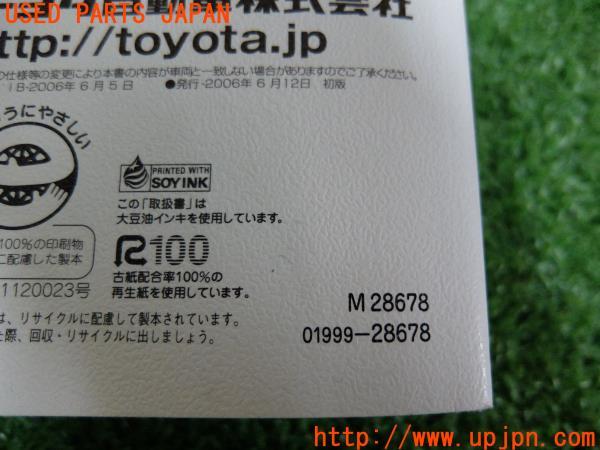 USED PARTS JAPAN
株式会社
http://toyota.jp
の仕様等の変更により本書の内容が車両と一致しない場合がありますのでご了承ください。
iB-2006年6月5日 ●発行-2006年6月12日 初版
うにやさしい
PRINTED WITH
SOY INK
この「取扱書」は
大豆油インキを使用しています。
100%の印刷物
に配慮した製本
R100
古紙配合率100%の
再生紙を使用しています。
1120023号
は、リサイクルに配慮して製本されています。
た際、回収・リサイクルに出しましょう。
M 28678
01999-28678
UPJ
USED PARTS JAPAN
http://www.upjpn.com